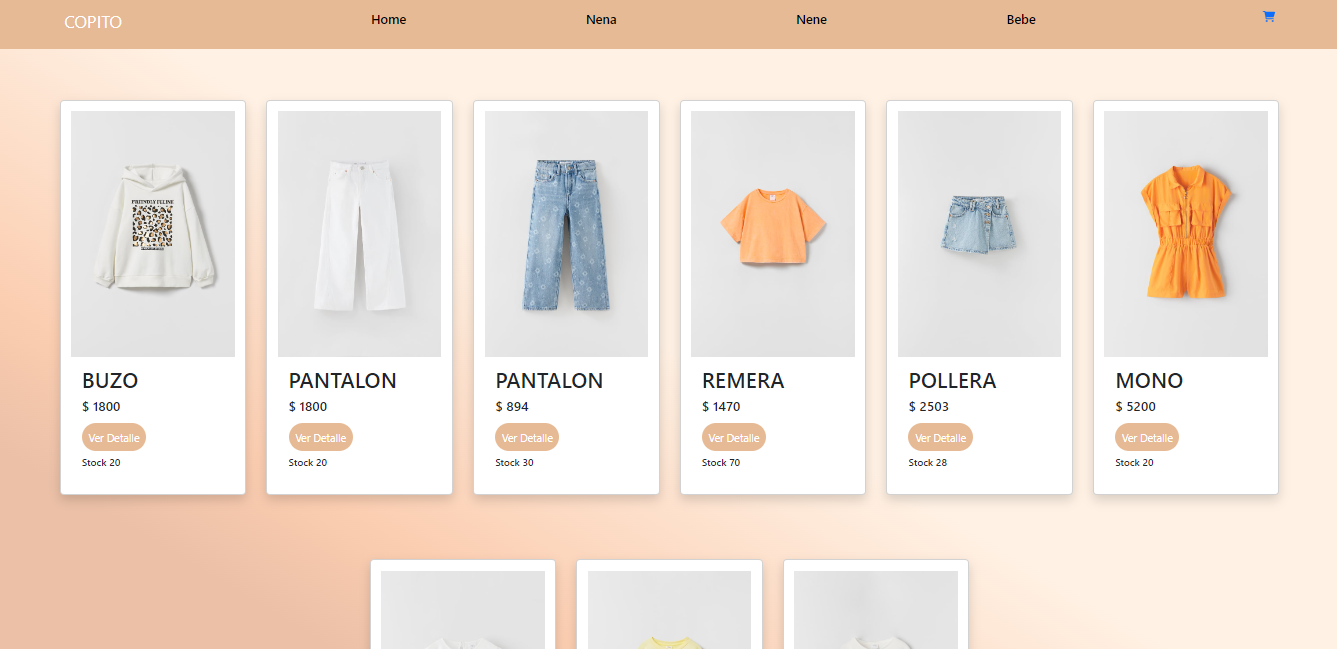 COPITO
Home
Nena
Nene
Bebe
FRIENDLY FELINE
BUZO
$ 1800
Ver Detalle
Stock 20
PANTALON
$ 1800
Ver Detalle
Stock 20
PANTALON
$ 894
Ver Detalle
Stock 30
REMERA
$ 1470
Ver Detalle
Stock 70
POLLERA
$ 2503
Ver Detalle
Stock 28
MONO
$ 5200
Ver Detalle
Stock 20